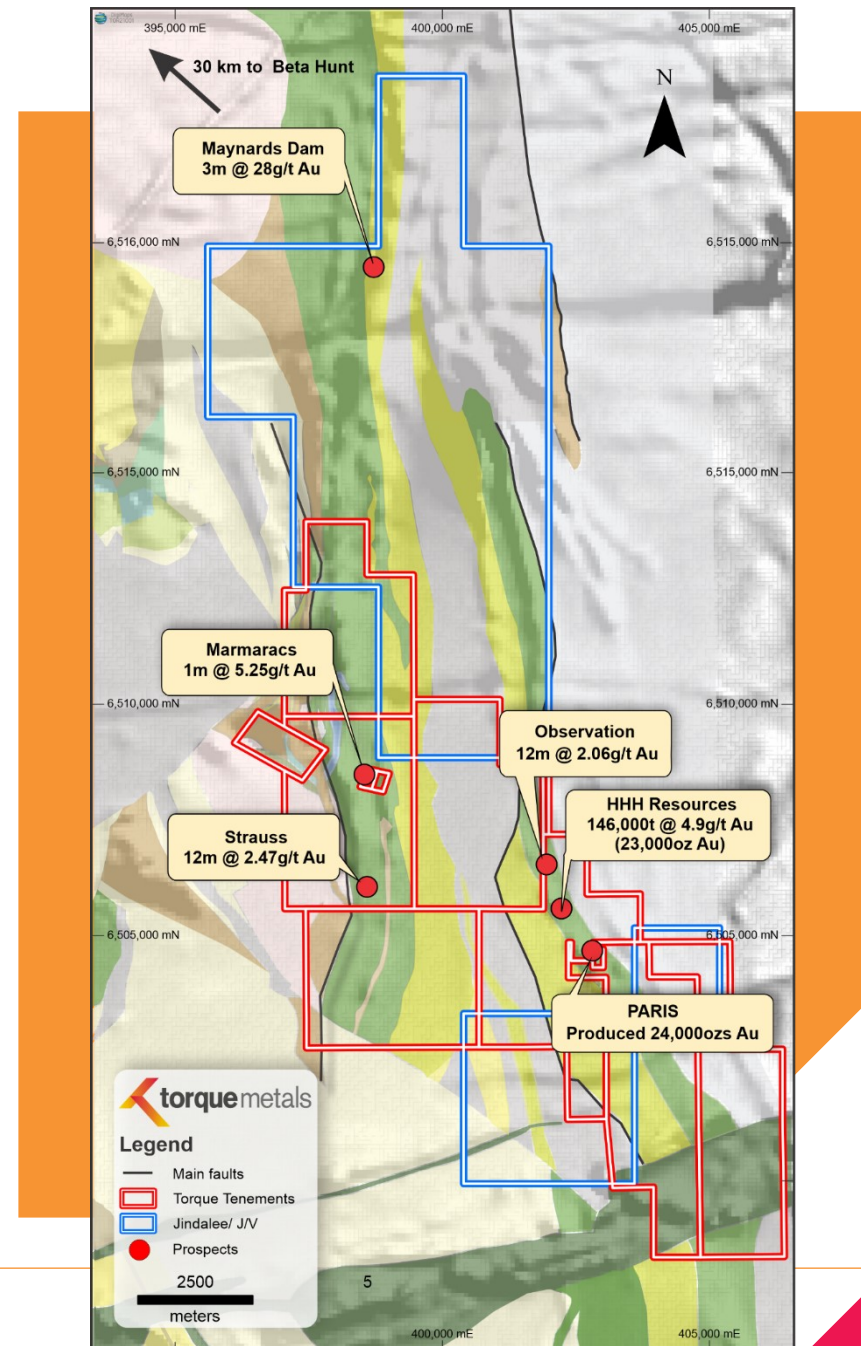 395,000 mE
400,000 mE
405,000 mE
30 km to Beta Hunt
N
Maynards Dam
3m @ 28g/t Au
6,516,000 mN
6,515,000 mN
6,515,000 mN
6,515,000 mN
Marmaracs
1m @ 5.25g/t Au
6,510,000 mN
6,510,000 mN
Observation
12m @ 2.06g/t Au
HHH Resources
146,000t @ 4.9g/t Au
(23,000oz Au)
Strauss
12m @ 2.47g/t Au
6,505,000 mN
6,505,000 mN
PARIS
Produced 24,000ozs Au
torquemetals
Legend
Main faults
Torque Tenements
Jindalee/ J/V
Prospects
2500
meters
5
400,000 mE
405,000 mE